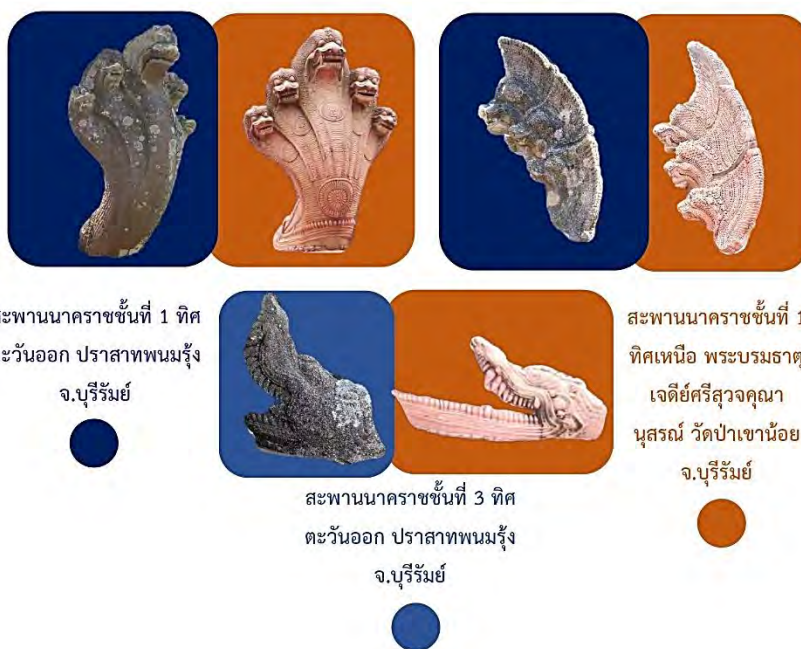 สะพานนาคราชชั้นที่ 1 ทิศ
ตะวันออก ปราสาทพนมรุ้ง
จ.บุรีรัมย์
สะพานนาคราชชั้นที่ 3 ทิศ
ตะวันออก ปราสาทพนมรุ้ง
จ.บุรีรัมย์
สะพานนาคราชชั้นที่ 1
ทิศเหนือ พระบรมธาตุ
เจดีย์ศรีสุวจคุณา
นุสรณ์ วัดป่าเขาน้อย
จ.บุรีรัมย์